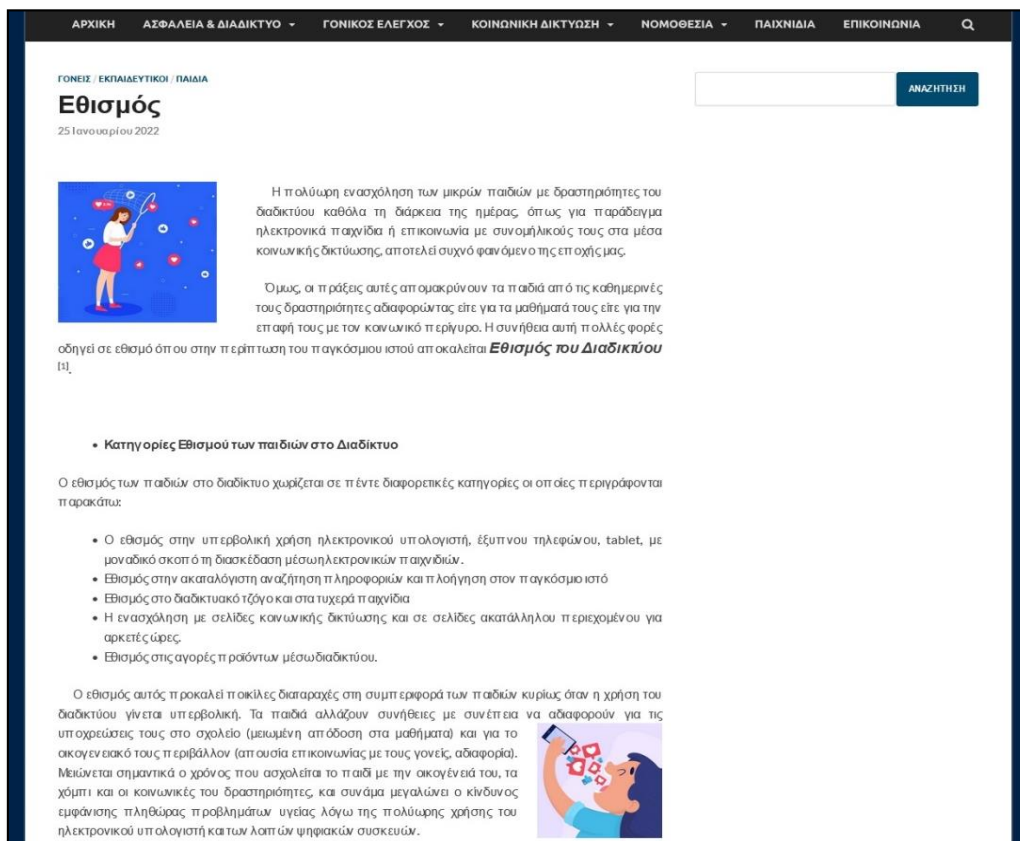 ΑΡΧΙΚΗ ΑΣΦΑΛΕΙΑ & ΔΙΑΔΙΚΤΥΟ ΓΟΝΙΚΟΣ ΕΛΕΓΧΟΣ ΚΟΙΝΩΝΙΚΗ ΔΙΚΤΥΩΣΗ ΝΟΜΟΘΕΣΙΑ ΠΑΙΧΝΙΔΙΑ ΕΠΙΚΟΙΝΩΝΙΑ
ΓΟΝΕΙΣ / ΕΚΠΑΙΔΕΥΤΙΚΟΙ / ΠΑΙΔΙΑ
Εθισμός
25 Ιανουαρίου 2022
ΑΝΑΖΗΤΗΣΗ
Η πολύωρη ενασχόληση των μικρών παιδιών με δραστηριότητες του
διαδικτύου καθόλα τη διάρκεια της ημέρας, όπως για παράδειγμα
ηλεκτρονικά παιχνίδια ή επικοινωνία με συνομήλικούς τους στα μέσα
κοινωνικής δικτύωσης, αποτελεί συχνό φαινόμενο της εποχής μας.
Όμως, οι πράξεις αυτές απομακρύνουν τα παιδιά από τις καθημερινές
τους δραστηριότητες αδιαφορώντας είτε για τα μαθήματά τους είτε για την
επαφή τους με τον κοινωνικό περίγυρο. Η συνήθεια αυτή πολλές φορές
οδηγεί σε εθισμό όπου στην περίπτωση του παγκόσμιου ιστού αποκαλείται Εθισμός του Διαδικτύου
[1].
• Κατηγορίες Εθισμού των παιδιών στο Διαδίκτυο
Ο εθισμός των παιδιών στο διαδίκτυο χωρίζεται σε πέντε διαφορετικές κατηγορίες οι οποίες περιγράφονται
παρακάτω:
• Ο εθισμός στην υπερβολική χρήση ηλεκτρονικού υπολογιστή, έξυπνου τηλεφώνου, tablet, με
μοναδικό σκοπό τη διασκέδαση μέσω ηλεκτρονικών παιχνιδιών.
• Εθισμός στην ακαταλόγιστη αναζήτηση πληροφοριών και πλοήγηση στον παγκόσμιο ιστό
• Εθισμός στο διαδικτυακό τζόγο και στα τυχερά παιχνίδια
• Η ενασχόληση με σελίδες κοινωνικής δικτύωσης και σε σελίδες ακατάλληλου περιεχομένου για
αρκετές ώρες.
• Εθισμός στις αγορές προϊόντων μέσω διαδικτύου.
Ο εθισμός αυτός προκαλεί ποικίλες διαταραχές στη συμπεριφορά των παιδιών κυρίως όταν η χρήση του
διαδικτύου γίνεται υπερβολική. Τα παιδιά αλλάζουν συνήθειες με συνέπεια να αδιαφορούν για τις
υποχρεώσεις τους στο σχολείο (μειωμένη απόδοση στα μαθήματα) και για το
οικογενειακό τους περιβάλλον (απουσία επικοινωνίας με τους γονείς, αδιαφορία).
Μειώνεται σημαντικά ο χρόνος που ασχολείται το παιδί με την οικογένειά του, τα
χόμπι και οι κοινωνικές του δραστηριότητες, και συνάμα μεγαλώνει ο κίνδυνος
εμφάνισης πληθώρας προβλημάτων υγείας λόγω της πολύωρης χρήσης του
ηλεκτρονικού υπολογιστή και των λοιπών ψηφιακών συσκευών.